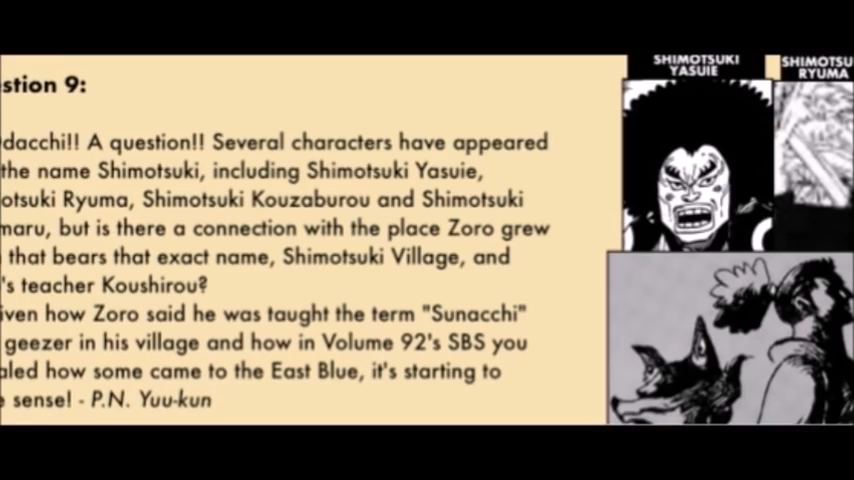 stion 9:
dacchi!! A question!! Several characters have appeared
the name Shimotsuki, including Shimotsuki Yasuie,
otsuki Ryuma, Shimotsuki Kouzaburou and Shimotsuki
maru, but is there a connection with the place Zoro grew
that bears that exact name, Shimotsuki Village, and
's teacher Koushirou?
iven how Zoro said he was taught the term "Sunacchi"
geezer in his village and how in Volume 92's SBS you
aled how some came to the East Blue, it's starting to
e sense! - P.N. Yuu-kun
SHIMOTSUKI
YASUIE
SHIMOTSU
RYUMA